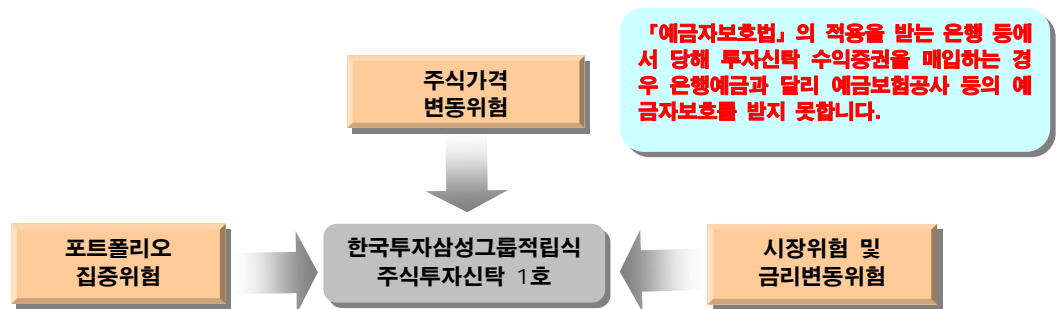 「예금자보호법」의 적용을 받는 은행 등에
서 당해 투자신탁 수익증권을 매입하는 경
우 은행예금과 달리 예금보험공사 등의 예
금자보호를 받지 못합니다.
주식가격
변동위험
포트폴리오
집중위험
한국투자삼성그룹적립식
주식투자신탁 1호
시장위험 및
금리변동위험